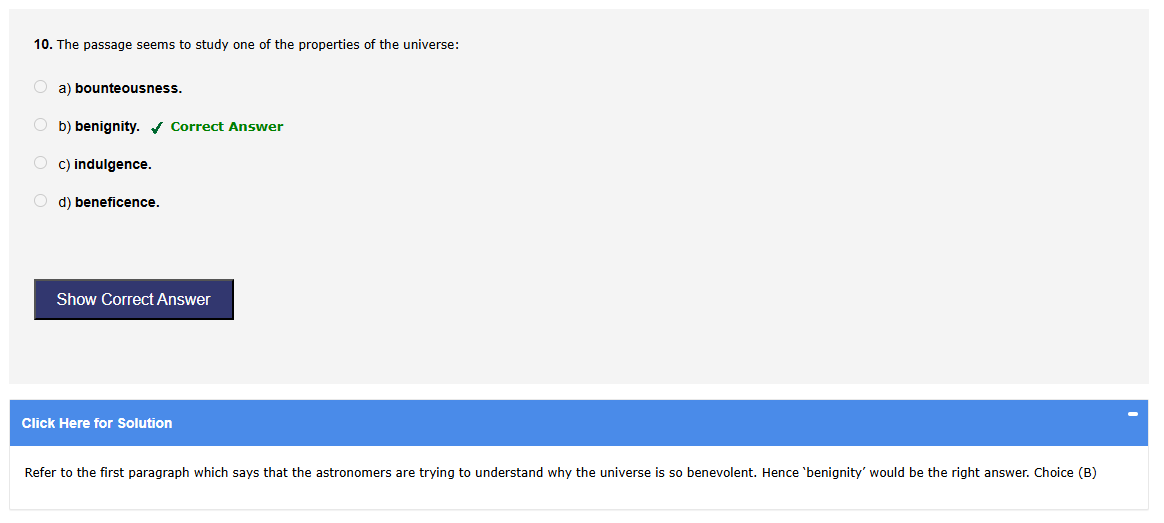 10. The passage seems to study one of the properties of the universe:
a) bounteousness.
b) benignity. ✓ Correct Answer
c) indulgence.
d) beneficence.
Show Correct Answer
Click Here for Solution
Refer to the first paragraph which says that the astronomers are trying to understand why the universe is so benevolent. Hence ‘benignity’ would be the right answer. Choice (B)